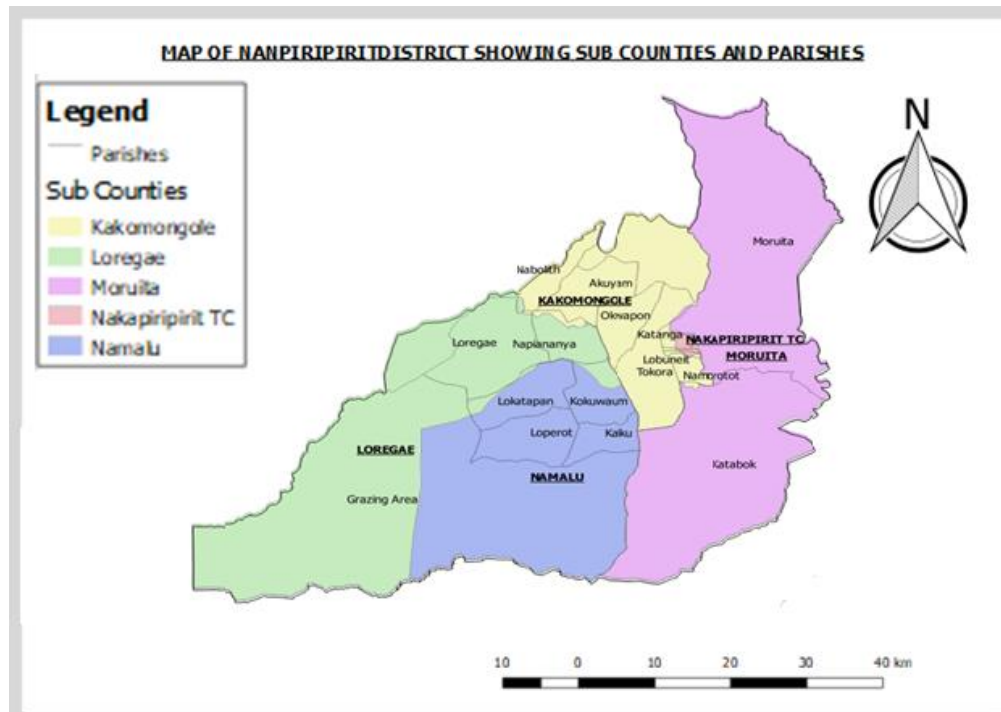 MAP OF NANPIRIPIRITDISTRICT SHOWING SUB COUNTIES AND PARISHES
Legend
Parishes
Sub Counties
Kakomongole
Loregae
Moruita
Nakapiripirit TC
Namalu
N
Moruita
Nabolith
Akuyam
KAKOMONGOLE
Okwapon
Katanga
NAKAPIRIPIRIT TC
Loregae
Napiananya
Lobuneit
MORUITA
Tokora
Namorotot
Lokatapan
Kokuwaum
Loperot
Kaiku
LOREGAE
Katabok
NAMALU
Grazing Area
10 0 10 20 30 40 km